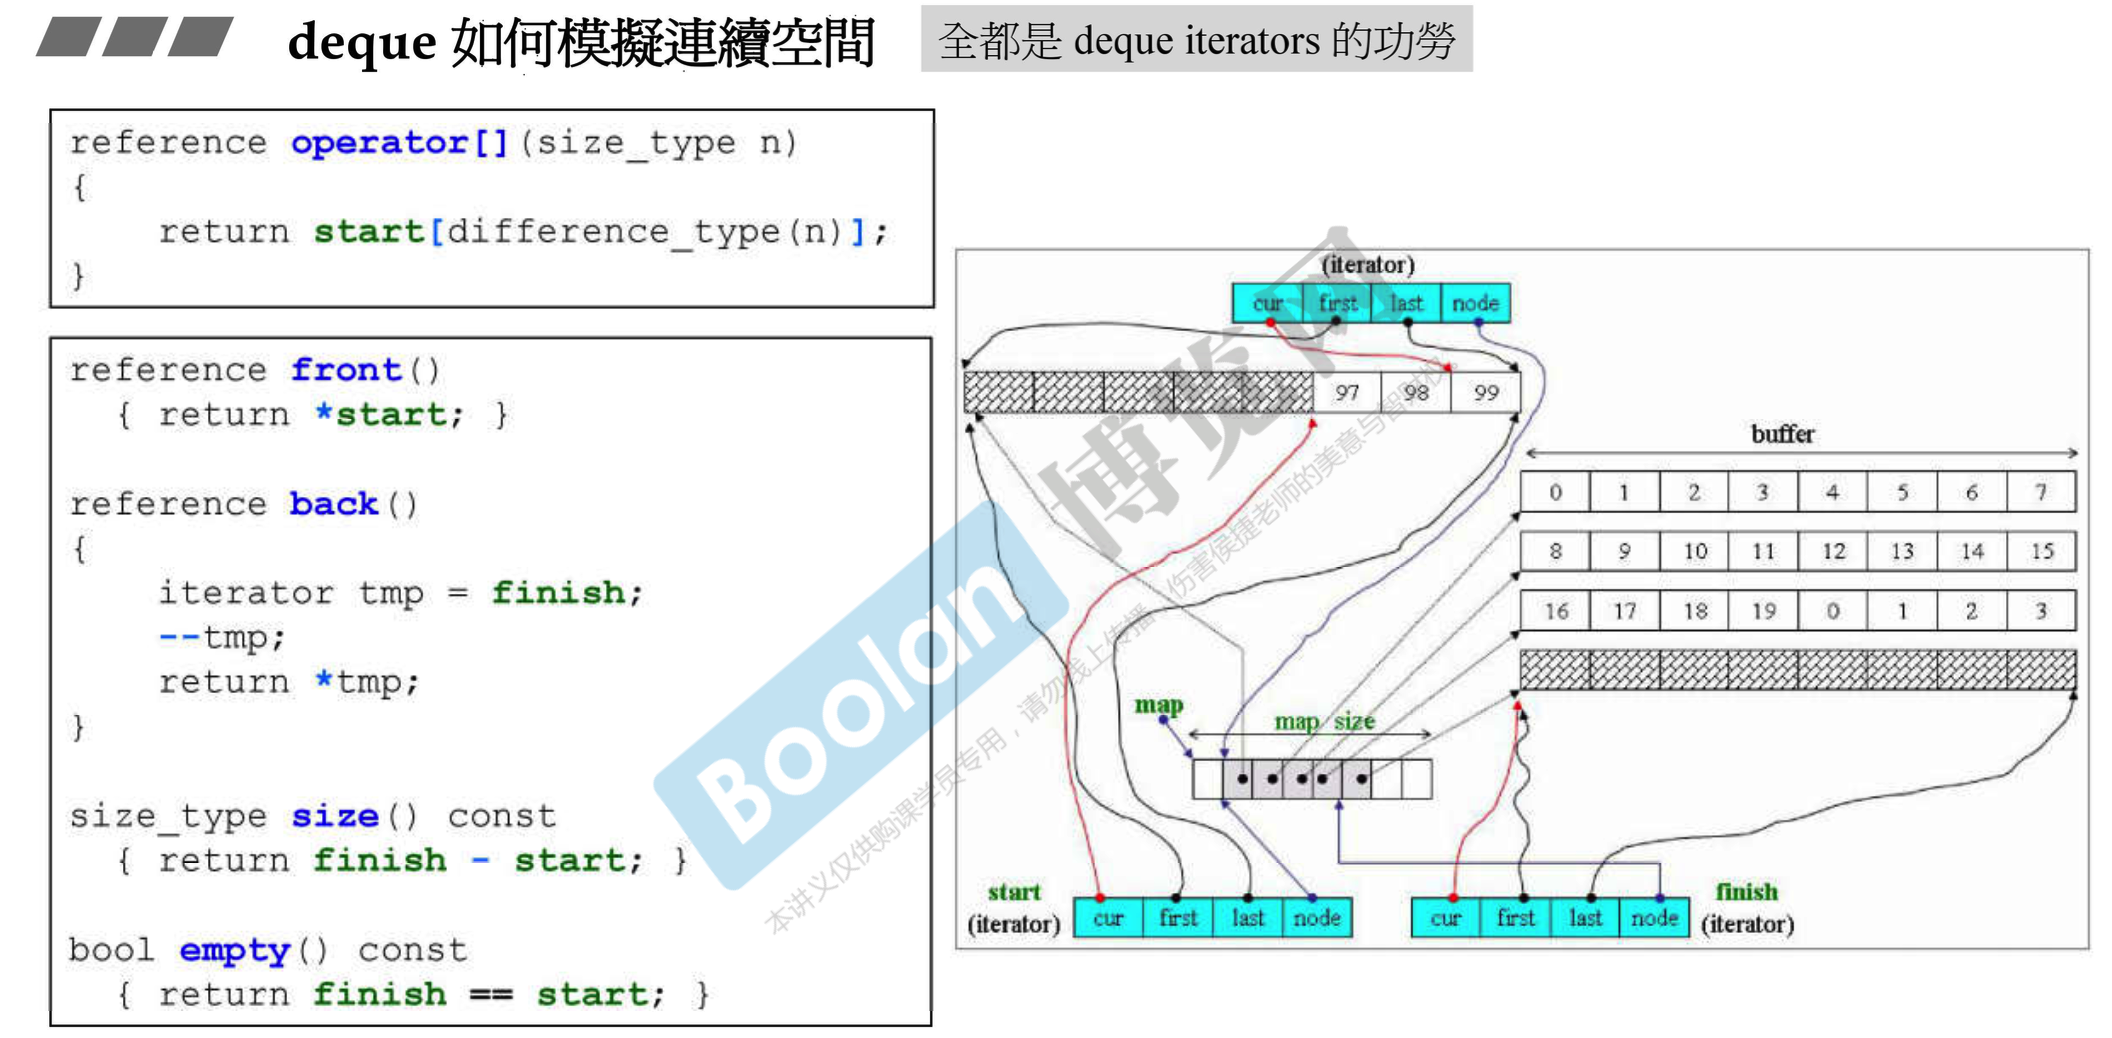 deque 如何模擬連續空間
全都是 deque iterators 的功勞
reference operator[](size_type n)
{
    return start[difference_type(n)];
}
reference front()
  { return *start; }
reference back()
{
    iterator tmp = finish;
    --tmp;
    return *tmp;
}
size_type size() const
  { return finish - start; }
bool empty() const
  { return finish == start; }
(iterator)
cur first last node
97 98 99
buffer
0 1 2 3 4 5 6 7
8 9 10 11 12 13 14 15
16 17 18 19 0 1 2 3
map
map size
start
(iterator)
cur first last node
cur first last node
finish
(iterator)
Boolan
博览网
本讲义仅供购课学员专用，请勿线上传播，伤害侯捷老师的美意与智财权。